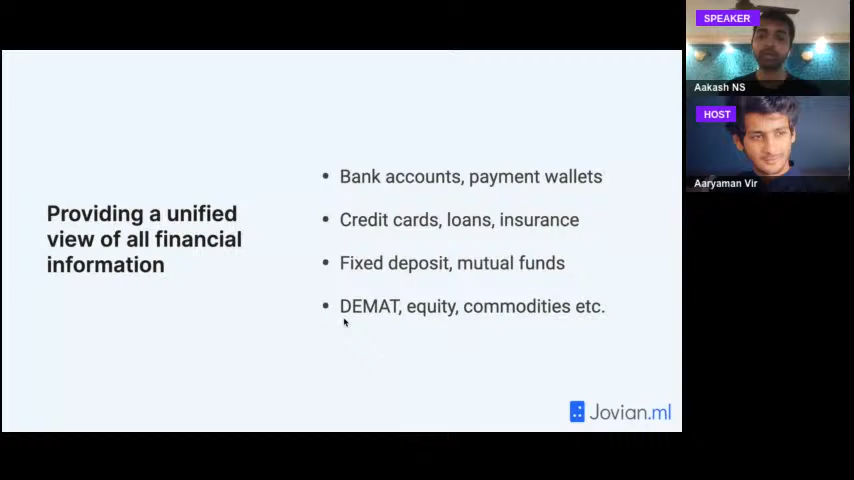 SPEAKER
Aakash NS
HOST
Aaryaman Vir
Providing a unified
view of all financial
information
• Bank accounts, payment wallets
• Credit cards, loans, insurance
• Fixed deposit, mutual funds
• DEMAT, equity, commodities etc.
Jovian.ml